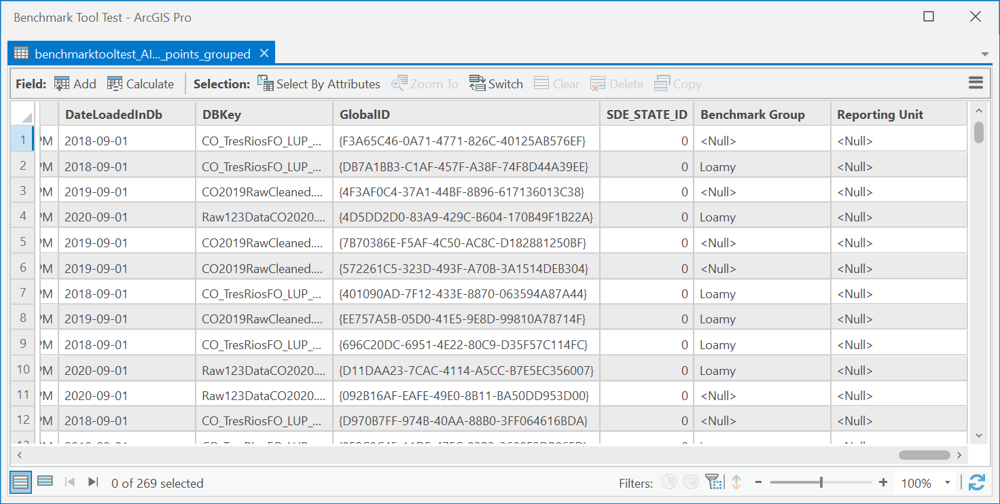 Benchmark Tool Test - ArcGIS Pro
benchmarktooltest_AI..._points_grouped
Field: Add Calculate Selection: Select By Attributes Zoom To Switch Clear Delete Copy
DateLoadedInDb DBKey GlobalID SDE_STATE_ID Benchmark Group Reporting Unit
1 PM 2018-09-01 CO_TresRiosFO_LUP_... {F3A65C46-0A71-4771-826C-40125AB576EF} 0 <Null> <Null>
2 PM 2018-09-01 CO_TresRiosFO_LUP_... {DB7A1BB3-C1AF-457F-A38F-74F8D44A39EE} 0 Loamy <Null>
3 PM 2019-09-01 CO2019RawCleaned.... {4F3AF0C4-37A1-44BF-8B96-617136013C38} 0 <Null> <Null>
4 PM 2020-09-01 Raw123DataCO2020.... {4D5DD2D0-83A9-429C-B604-170B49F1B22A} 0 Loamy <Null>
5 PM 2019-09-01 CO2019RawCleaned.... {7B70386E-F5AF-4C50-AC8C-D182881250BF} 0 <Null> <Null>
6 PM 2019-09-01 CO2019RawCleaned.... {572261C5-323D-493F-A70B-3A1514DEB304} 0 <Null> <Null>
7 PM 2018-09-01 CO_TresRiosFO_LUP_... {401090AD-7F12-433E-8870-063594A87A44} 0 Loamy <Null>
8 PM 2019-09-01 CO2019RawCleaned.... {EE757A5B-05D0-41E5-9E8D-99810A78714F} 0 Loamy <Null>
9 PM 2018-09-01 CO_TresRiosFO_LUP_... {696C20DC-6951-4E22-80C9-D35F57C114FC} 0 Loamy <Null>
10 PM 2020-09-01 Raw123DataCO2020.... {D11DAA23-7CAC-4114-A5CC-B7E5EC356007} 0 Loamy <Null>
11 PM 2020-09-01 Raw123DataCO2020.... {092B16AF-EAFE-49E0-8B11-BA50DD953D00} 0 <Null> <Null>
12 PM 2018-09-01 CO_TresRiosFO_LUP_... {D970B7FF-974B-40AA-88B0-3FF064616BDA} 0 <Null> <Null>
0 of 269 selected Filters: 100%